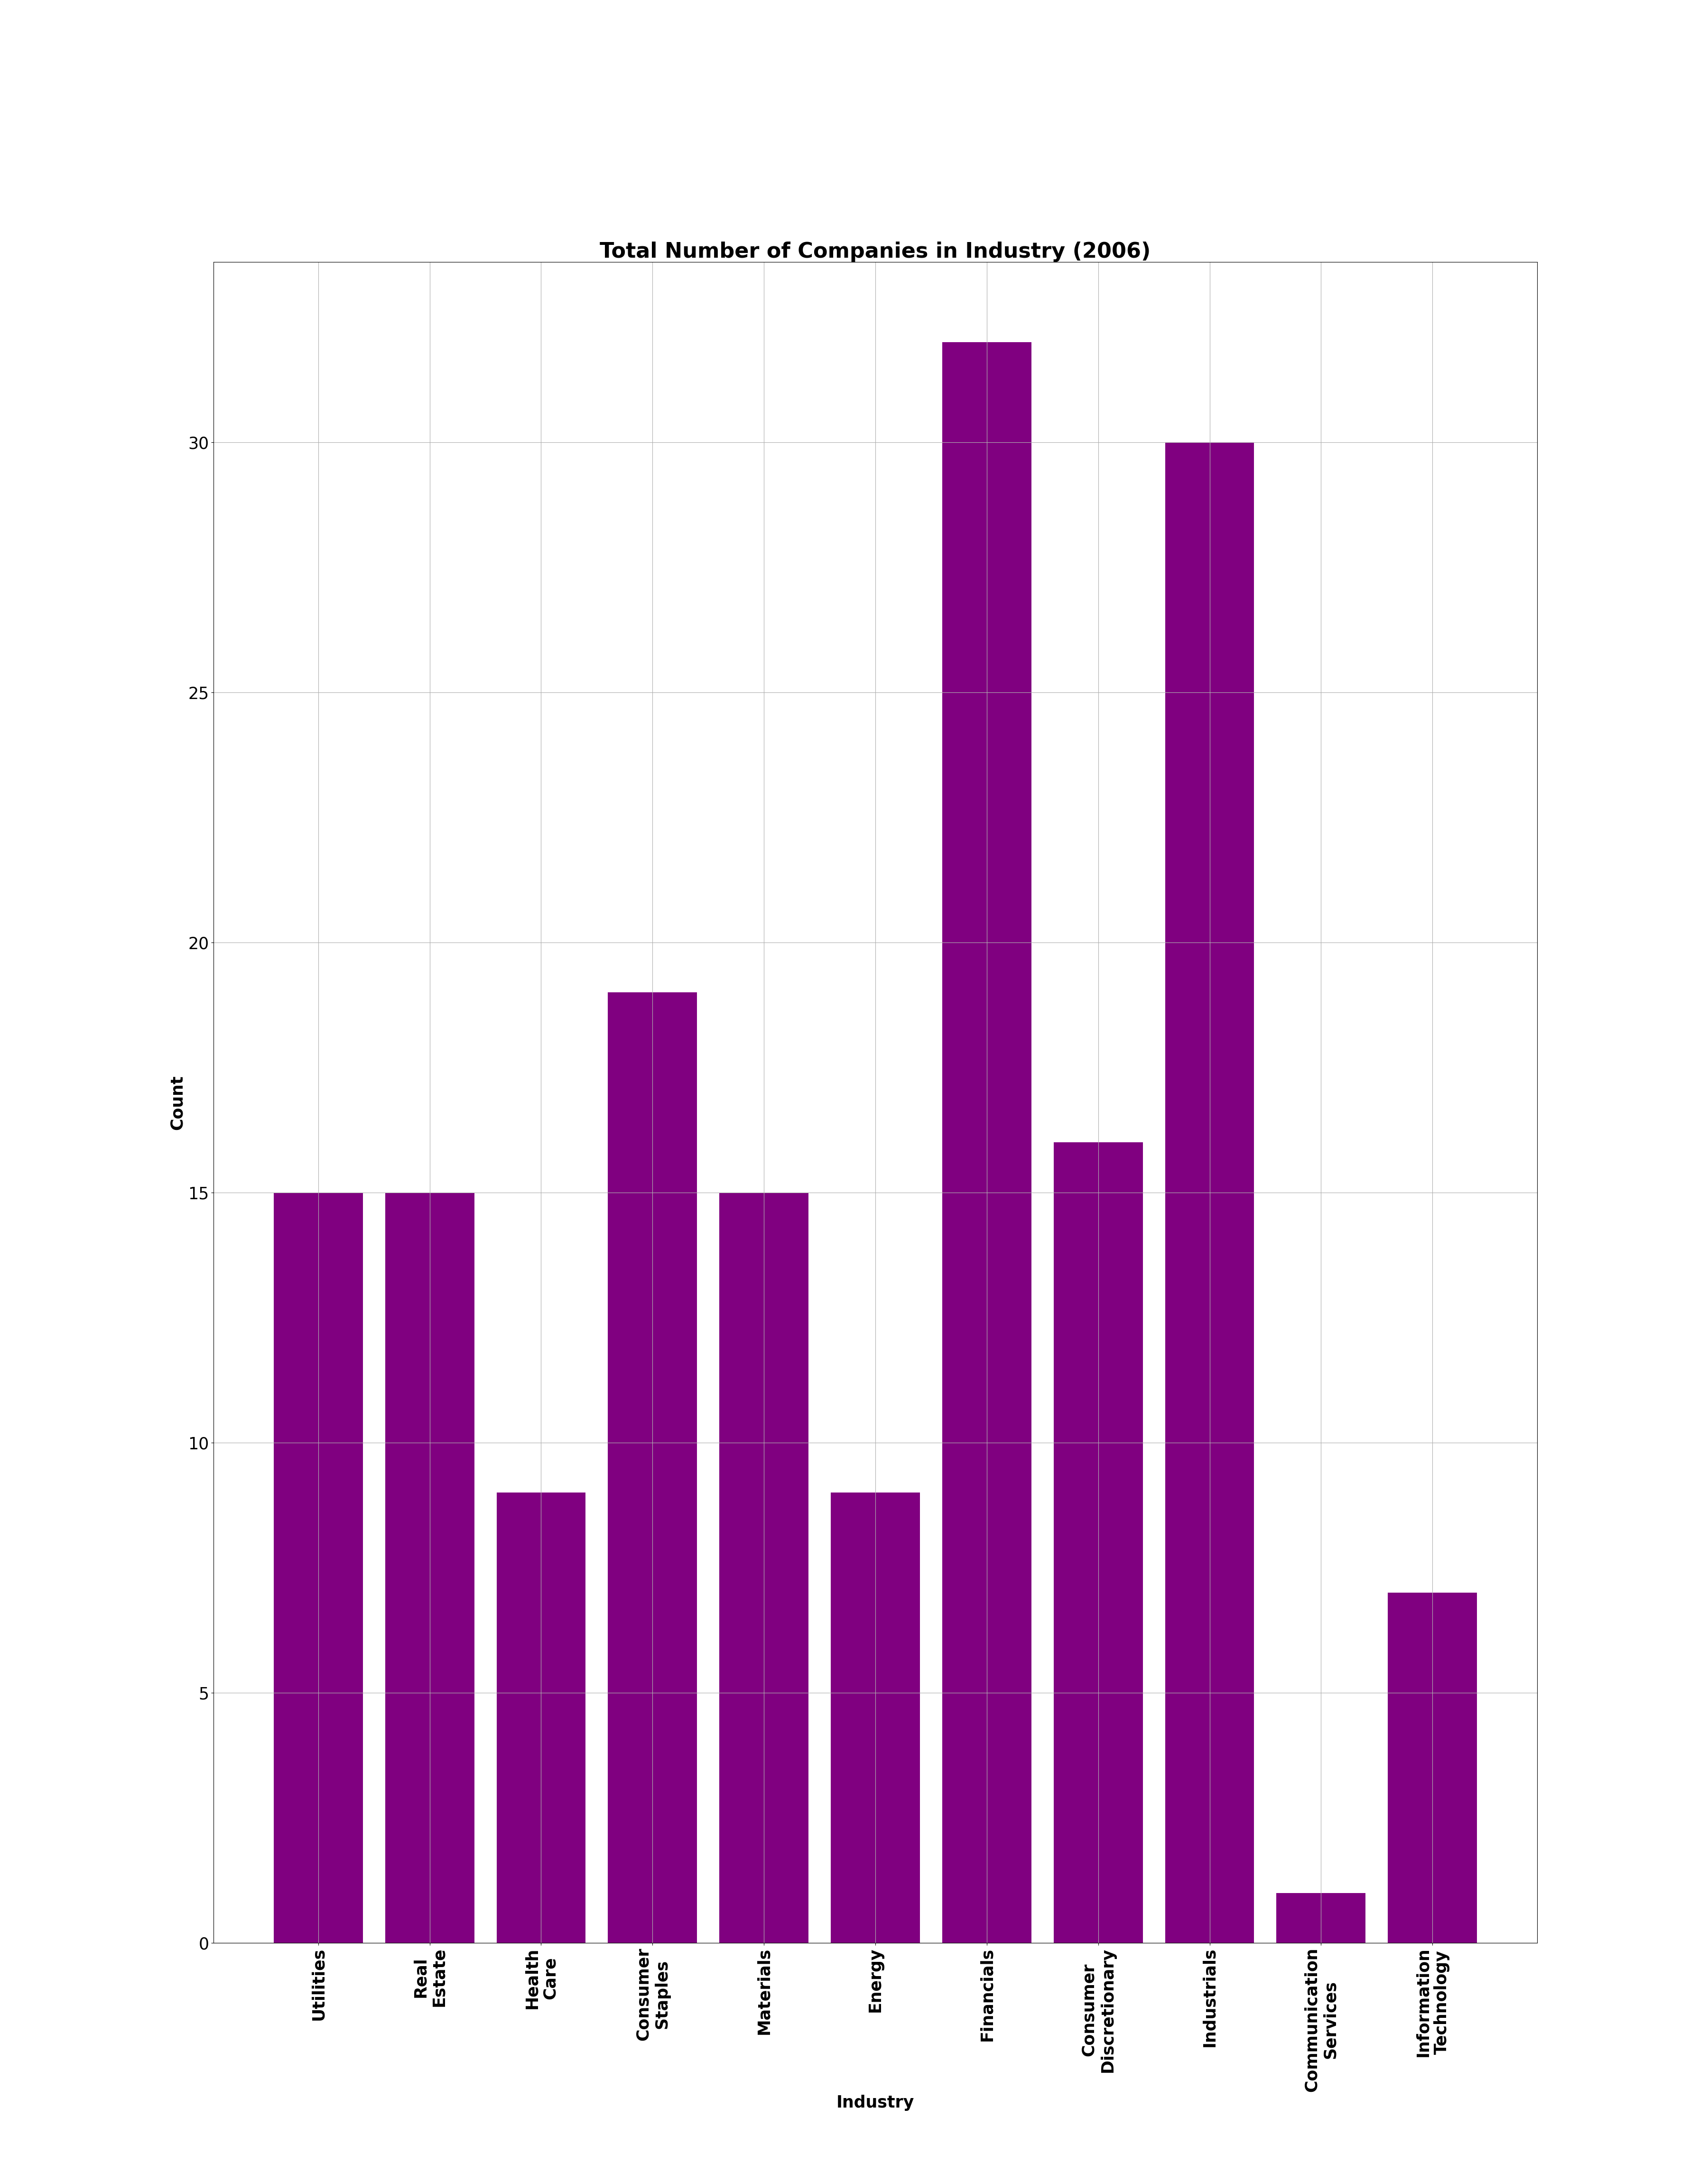 Total Number of Companies in Industry (2006)
30
25
20
15
10
5
0
Count
Utilities
Real
Estate
Health
Care
Consumer
Staples
Materials
Energy
Financials
Consumer
Discretionary
Industrials
Communication
Services
Information
Technology
Industry